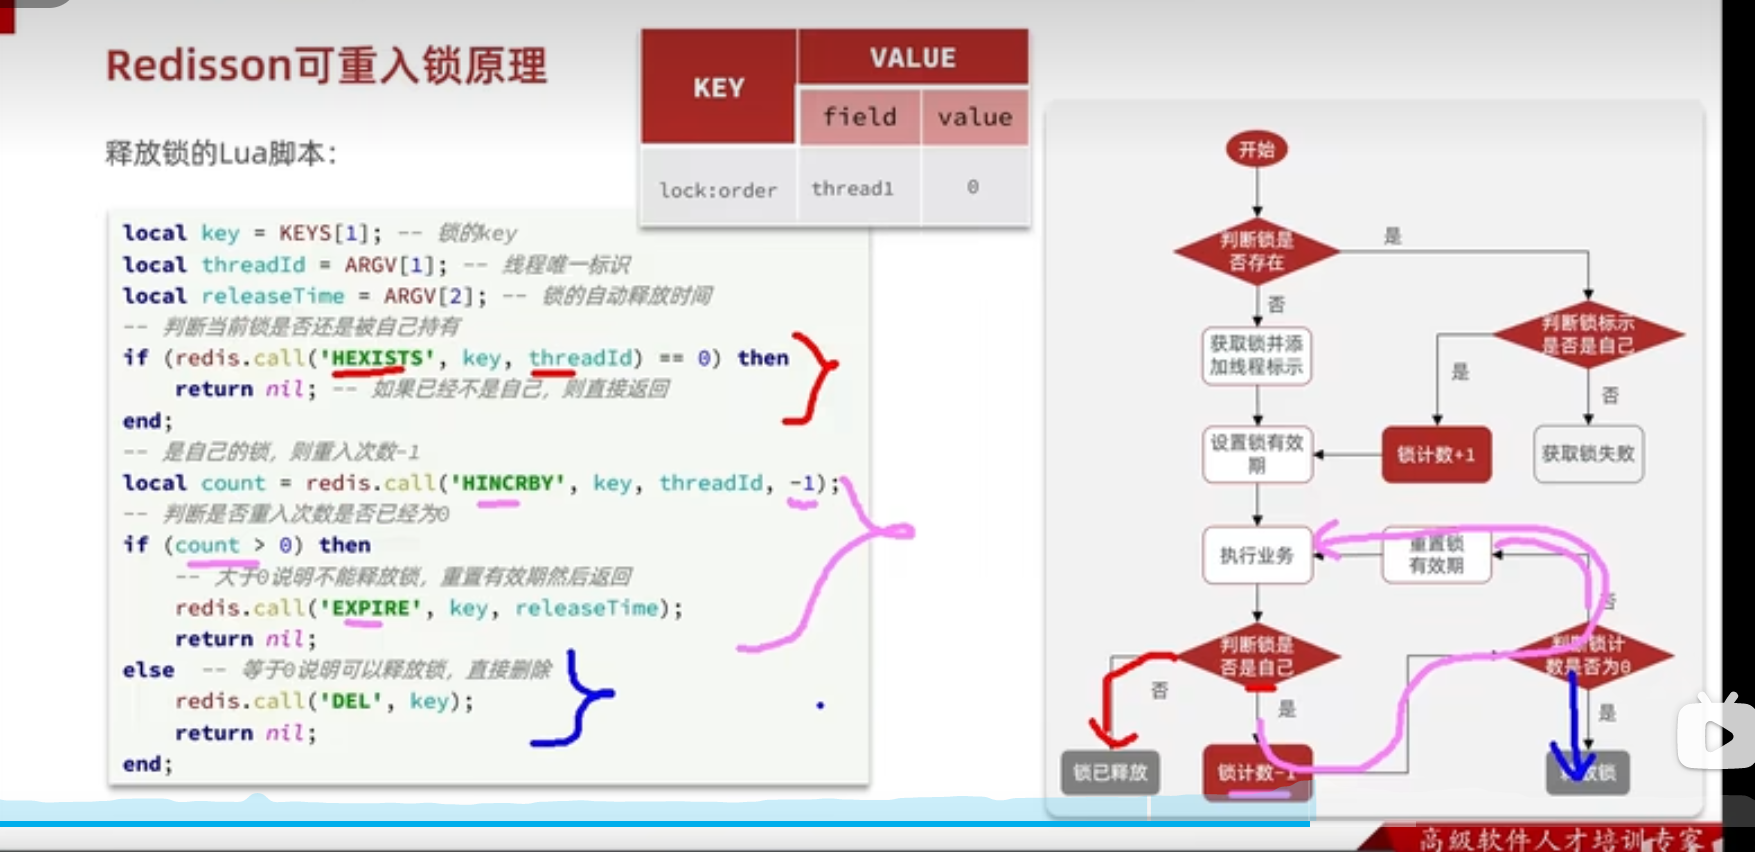 Redisson可重入锁原理
KEY
VALUE
field
value
lock:order
thread1
0
释放锁的Lua脚本：
local key = KEYS[1]; -- 锁的key
local threadId = ARGV[1]; -- 线程唯一标识
local releaseTime = ARGV[2]; -- 锁的自动释放时间
-- 判断当前锁是否还是被自己持有
if (redis.call('HEXISTS', key, threadId) == 0) then
return nil; -- 如果已经不是自己，则直接返回
end;
-- 是自己的锁，则重入次数-1
local count = redis.call('HINCRBY', key, threadId, -1);
-- 判断是否重入次数是否已经为0
if (count > 0) then
-- 大于0说明不能释放锁，重置有效期然后返回
redis.call('EXPIRE', key, releaseTime);
return nil;
else -- 等于0说明可以释放锁，直接删除
redis.call('DEL', key);
return nil;
end;
开始
判断锁是
否存在
是
否
判断锁标示
是否是自己
获取锁并添
加线程标示
是
否
设置锁有效
期
锁计数+1
获取锁失败
执行业务
重置锁
有效期
否
判断锁是
否是自己
判断锁计
数是否为0
否
是
是
锁已释放
锁计数-1
释放锁
高级软件人才培训专家